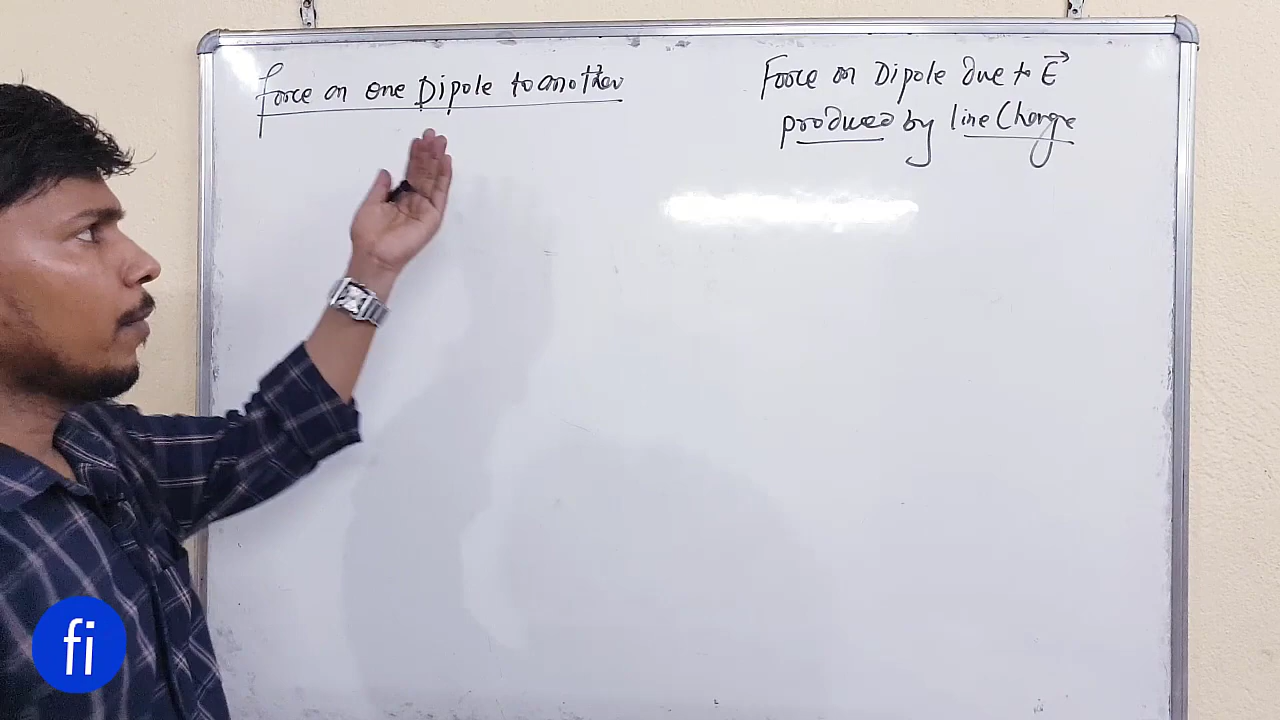 Force on one Dipole to another
Force on Dipole due to E⃗
produced by line Charge
fi